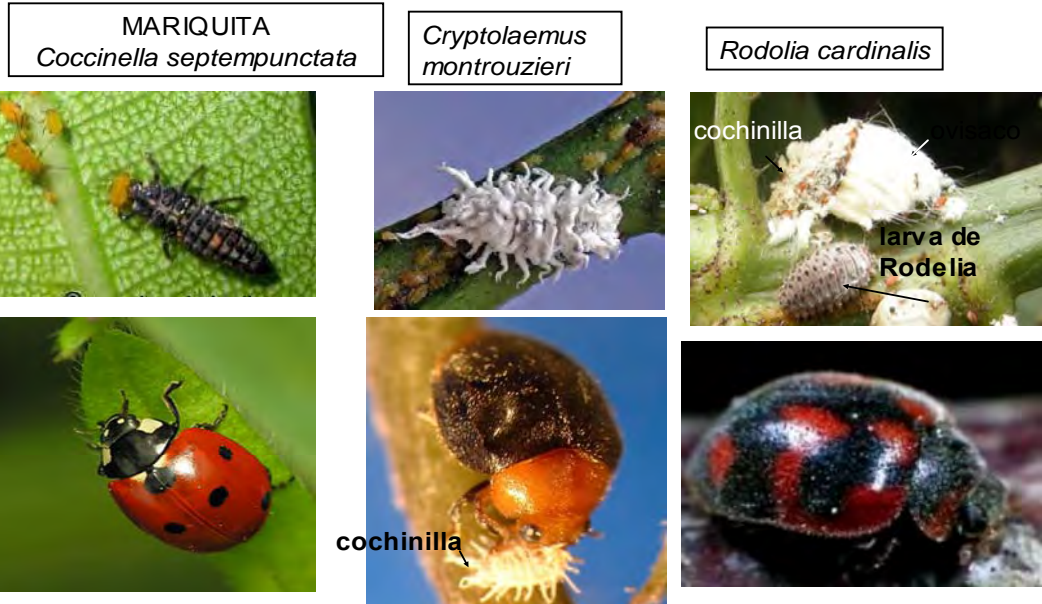 MARIQUITA
Coccinella septempunctata
Cryptolaemus
montrouzieri
Rodolia cardinalis
cochinilla
ovisaco
larva de
Rodelia
cochinilla